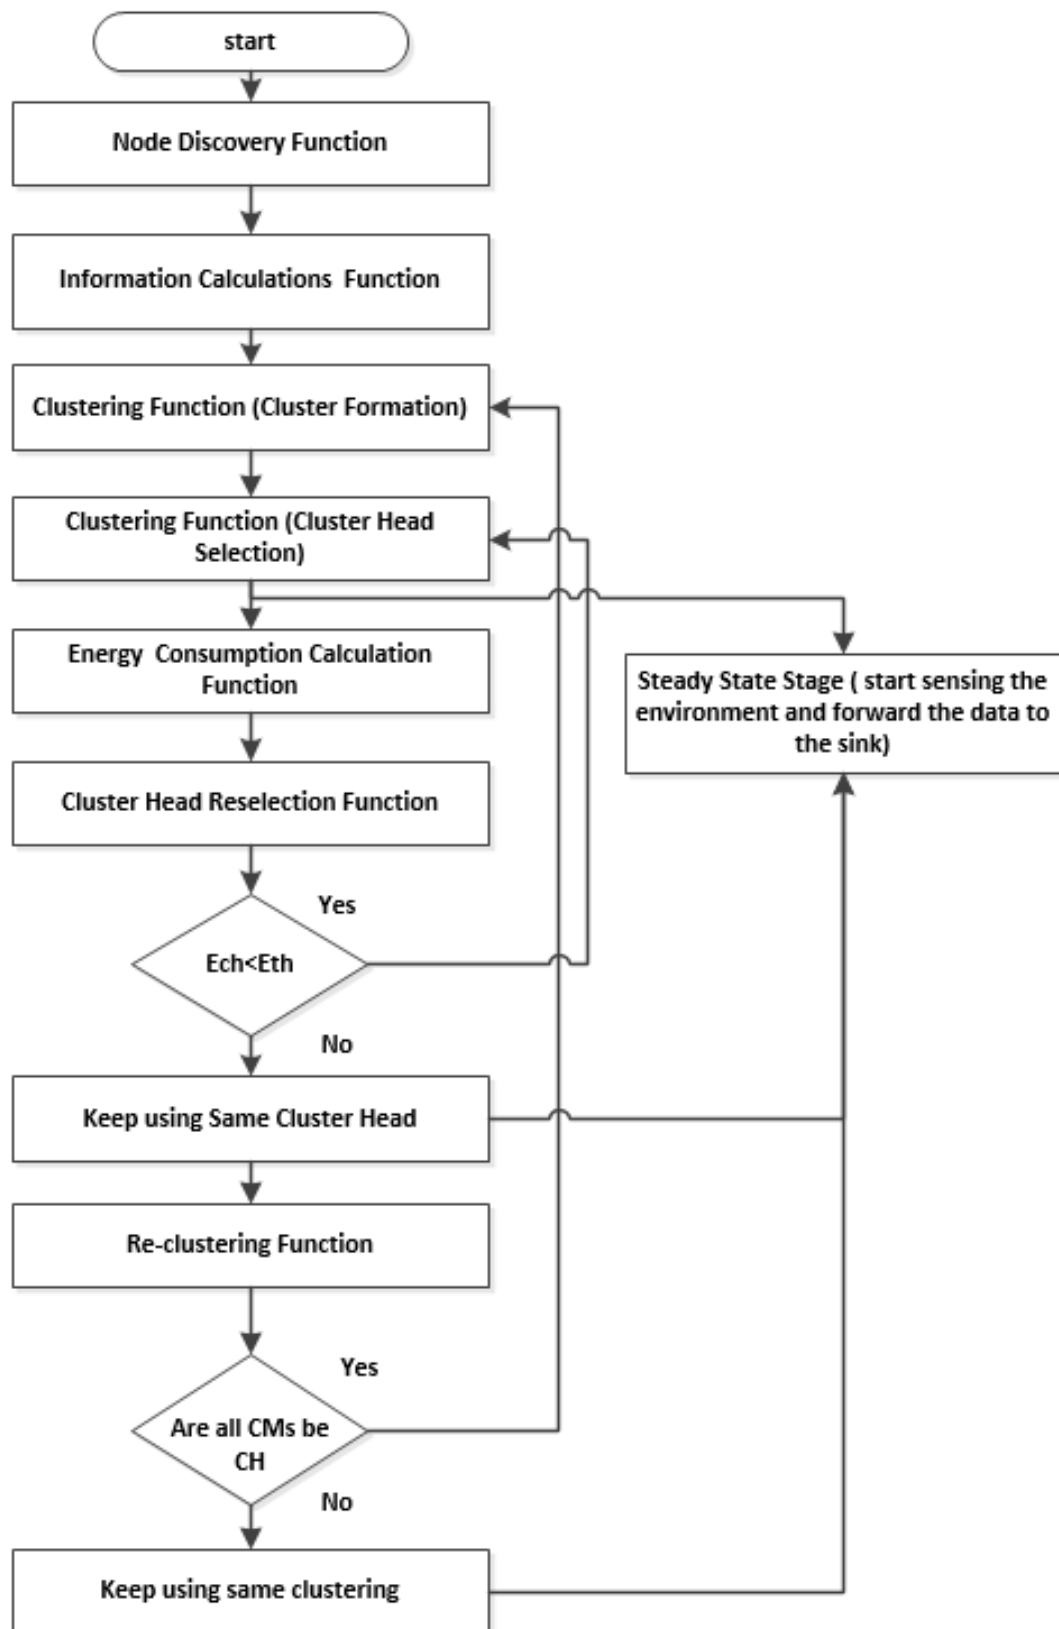 start
Node Discovery Function
Information Calculations  Function
Clustering Function (Cluster Formation)
Clustering Function (Cluster Head
Selection)
Energy  Consumption Calculation
Function
Steady State Stage ( start sensing the
environment and forward the data to
the sink)
Cluster Head Reselection Function
Yes
Ech<Eth
No
Keep using Same Cluster Head
Re-clustering Function
Yes
Are all CMs be
CH
No
Keep using same clustering